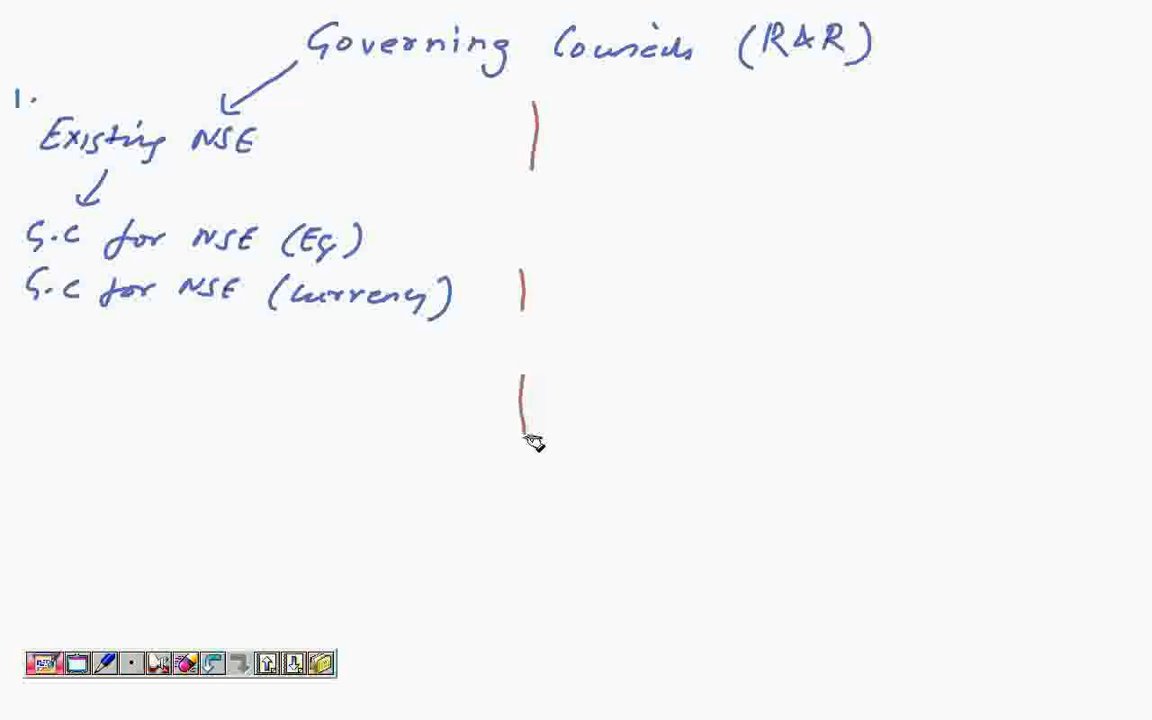 Governing Councils (R&R)
1.
Existing NSE
G.C for NSE (Eq)
G.C for NSE (Currency)